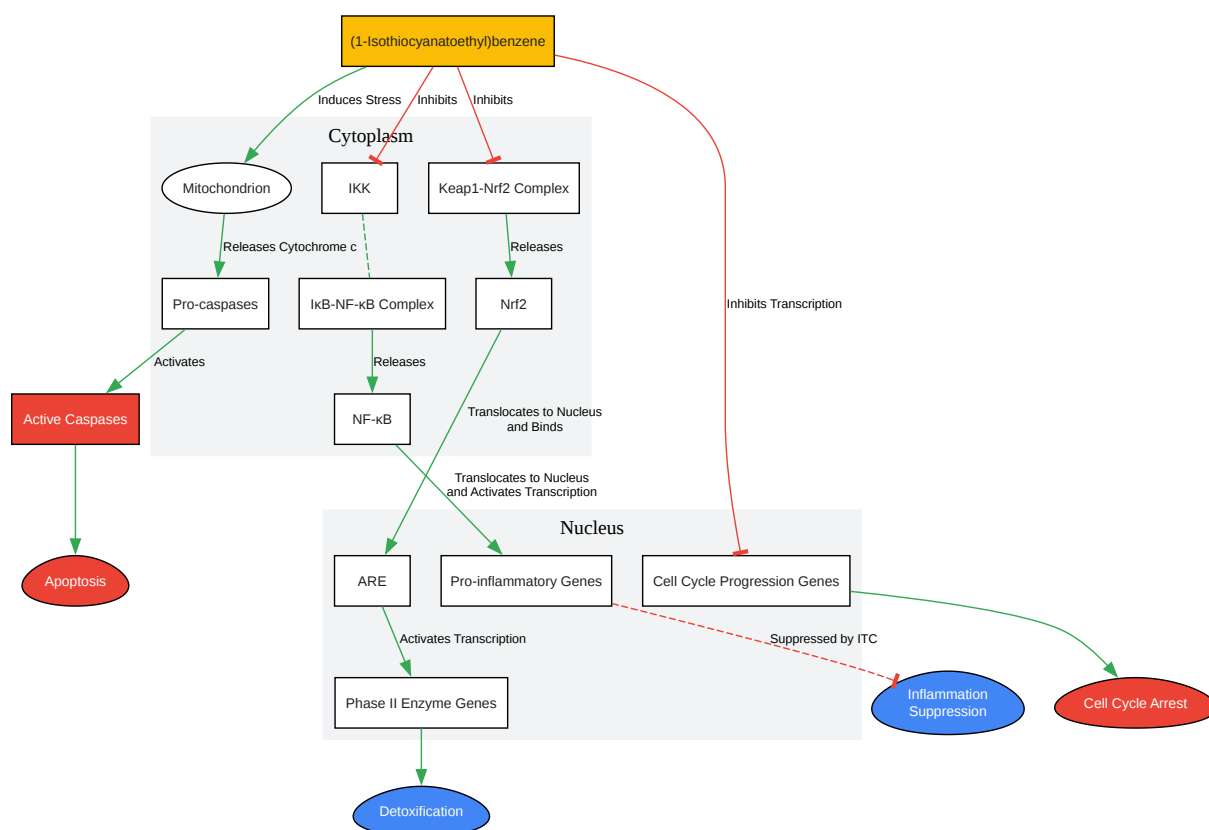 (1-Isothiocyanatoethyl)benzene
Induces Stress
Inhibits
Inhibits
Cytoplasm
Mitochondrion
IKK
Keap1-Nrf2 Complex
Releases Cytochrome c
Releases
Pro-caspases
IκB-NF-κB Complex
Nrf2
Inhibits Transcription
Activates
Releases
Active Caspases
NF-κB
Translocates to Nucleus
and Binds
Translocates to Nucleus
and Activates Transcription
Nucleus
Apoptosis
ARE
Pro-inflammatory Genes
Cell Cycle Progression Genes
Activates Transcription
Suppressed by ITC
Phase II Enzyme Genes
Inflammation
Suppression
Cell Cycle Arrest
Detoxification